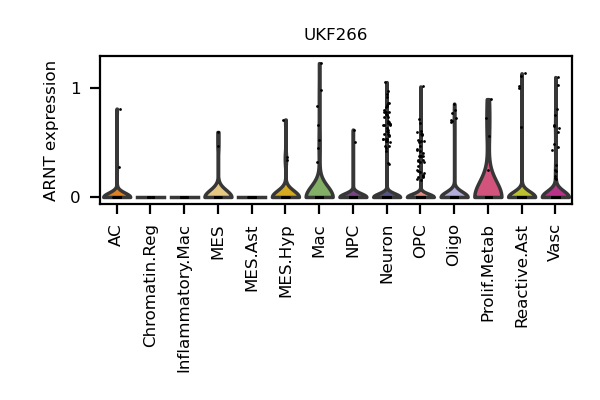 UKF266
ARNT expression
1
0
AC
Chromatin.Reg
Inflammatory.Mac
MES
MES.Ast
MES.Hyp
Mac
NPC
Neuron
OPC
Oligo
Prolif.Metab
Reactive.Ast
Vasc